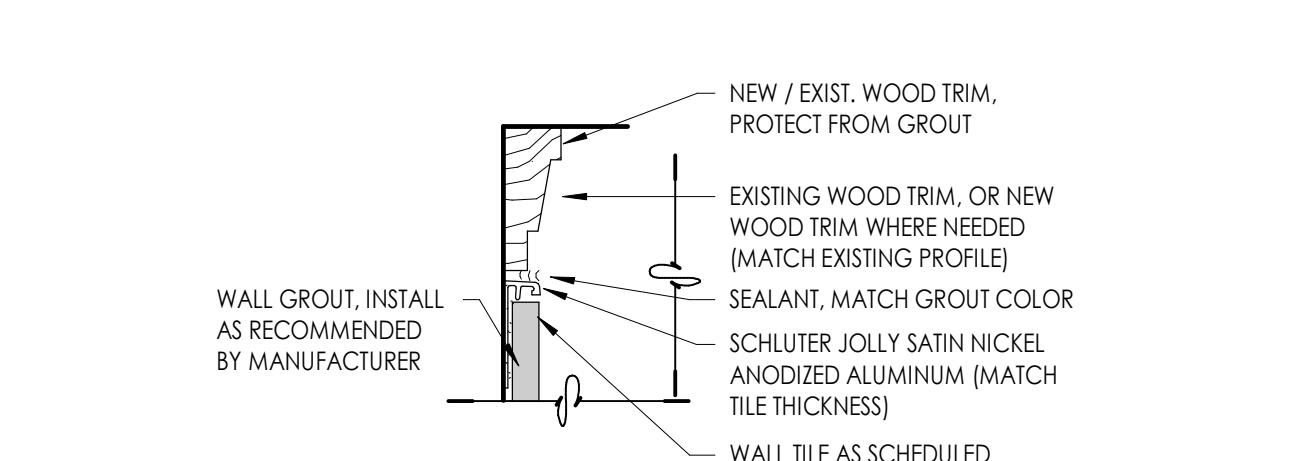 NEW / EXIST. WOOD TRIM,
PROTECT FROM GROUT
EXISTING WOOD TRIM, OR NEW
WOOD TRIM WHERE NEEDED
(MATCH EXISTING PROFILE)
WALL GROUT, INSTALL
AS RECOMMENDED
BY MANUFACTURER
SEALANT, MATCH GROUT COLOR
SCHLUTER JOLLY SATIN NICKEL
ANODIZED ALUMINUM (MATCH
TILE THICKNESS)
WALL TILE AS SCHEDULED